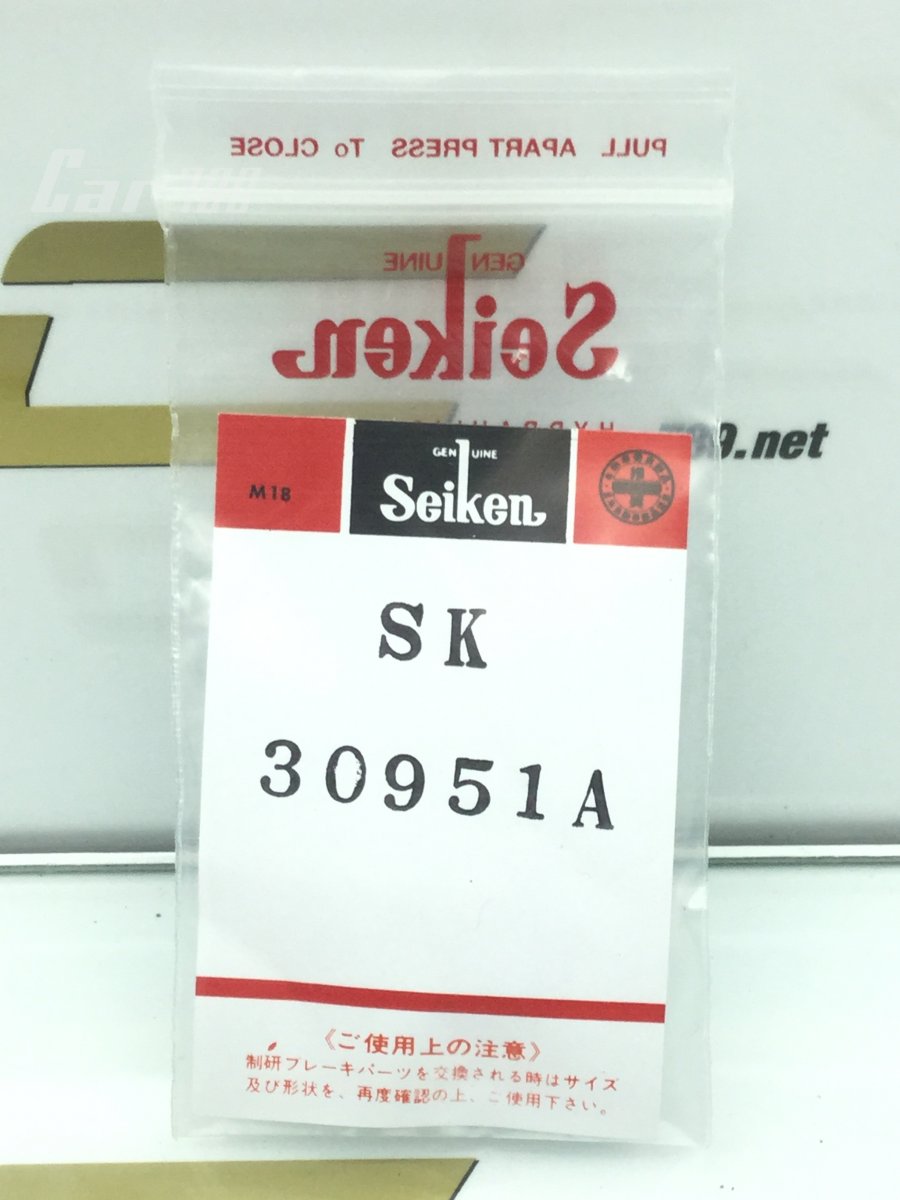 Car
PULL APART PRESS To CLOSE
GENUINE
Seiken
.net
M18
GENUINE
Seiken
SK
30951A
《ご使用上の注意》
制研ブレーキパーツを交換される時はサイズ
及び形状を、再度確認の上、ご使用下さい。